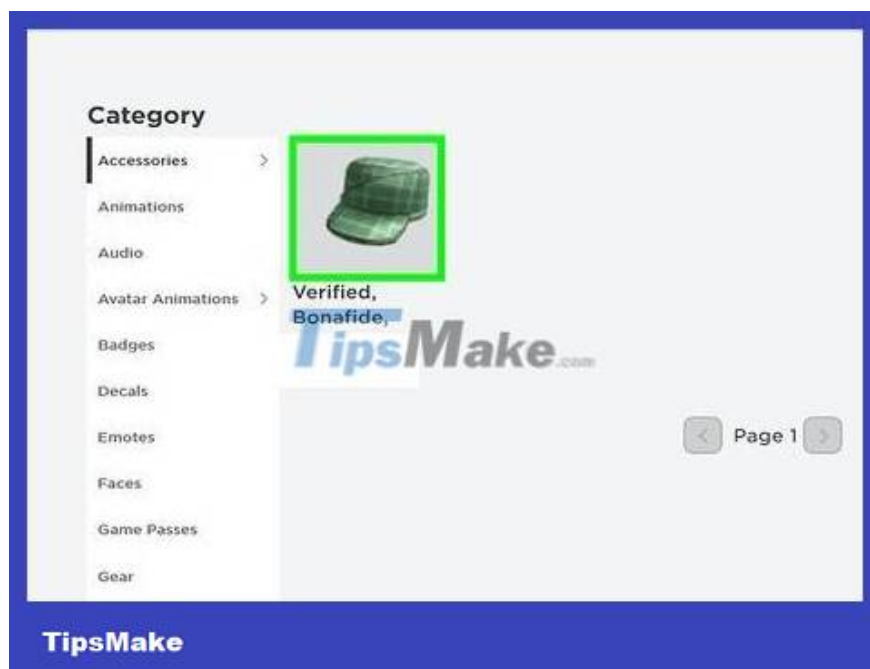 Category
Accessories
Animations
Audio
Avatar Animations
Badges
Decals
Emotes
Faces
Game Passes
Gear
Verified,
Bonafide,
TipsMake.com
Page 1
TipsMake